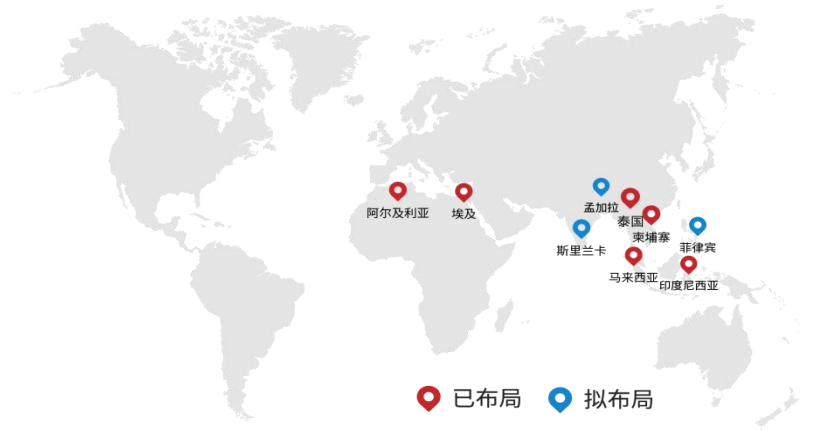 阿尔及利亚
埃及
孟加拉
泰国
柬埔寨
斯里兰卡
菲律宾
马来西亚
印度尼西亚
已布局
拟布局